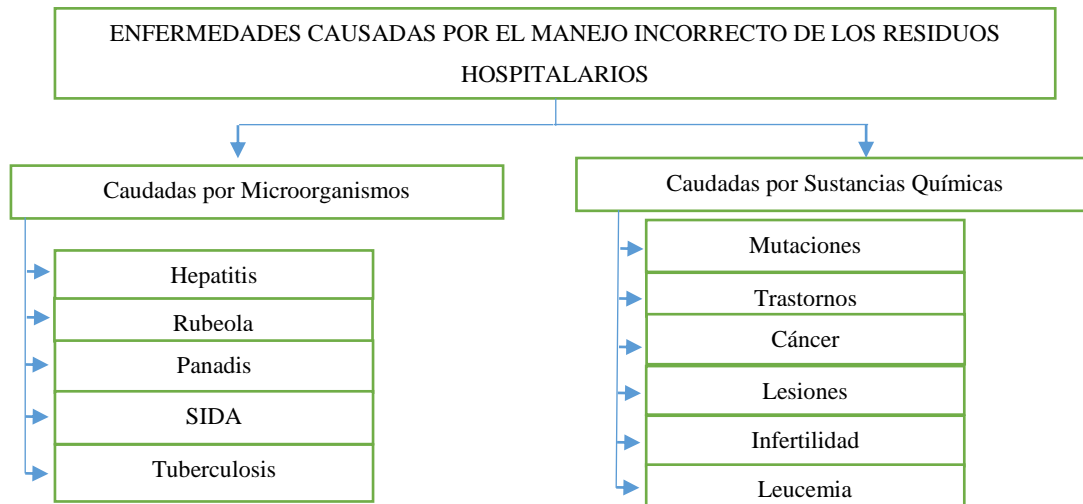 ENFERMEDADES CAUSADAS POR EL MANEJO INCORRECTO DE LOS RESIDUOS
HOSPITALARIOS
Caudadas por Microorganismos
Hepatitis
Rubeola
Panadis
SIDA
Tuberculosis
Caudadas por Sustancias Químicas
Mutaciones
Trastornos
Cáncer
Lesiones
Infertilidad
Leucemia